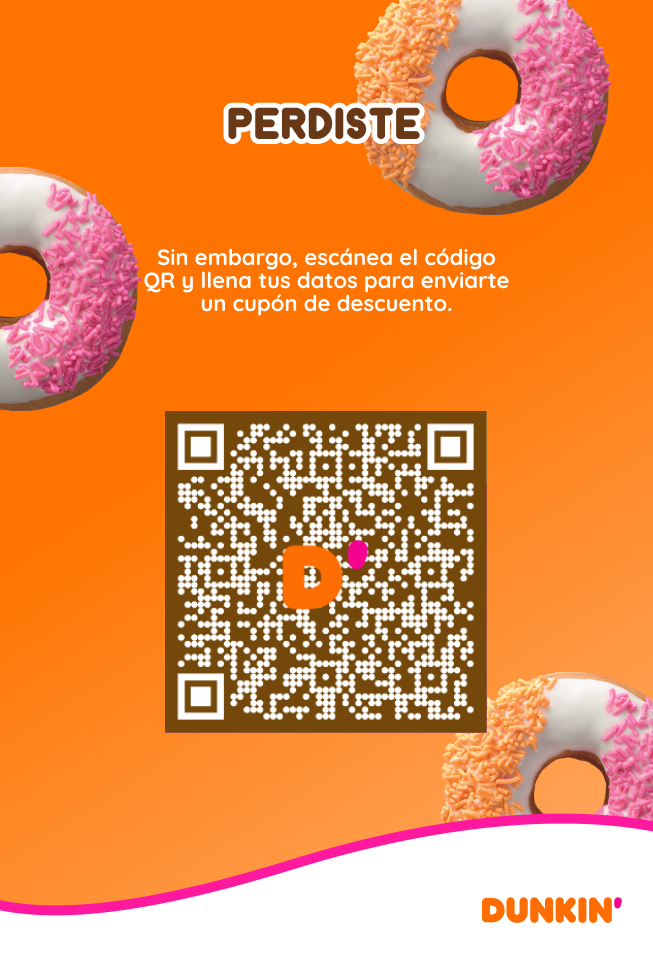 PERDISTE
Sin embargo, escánea el código
QR y llena tus datos para enviarte
un cupón de descuento.
D'
DUNKIN'